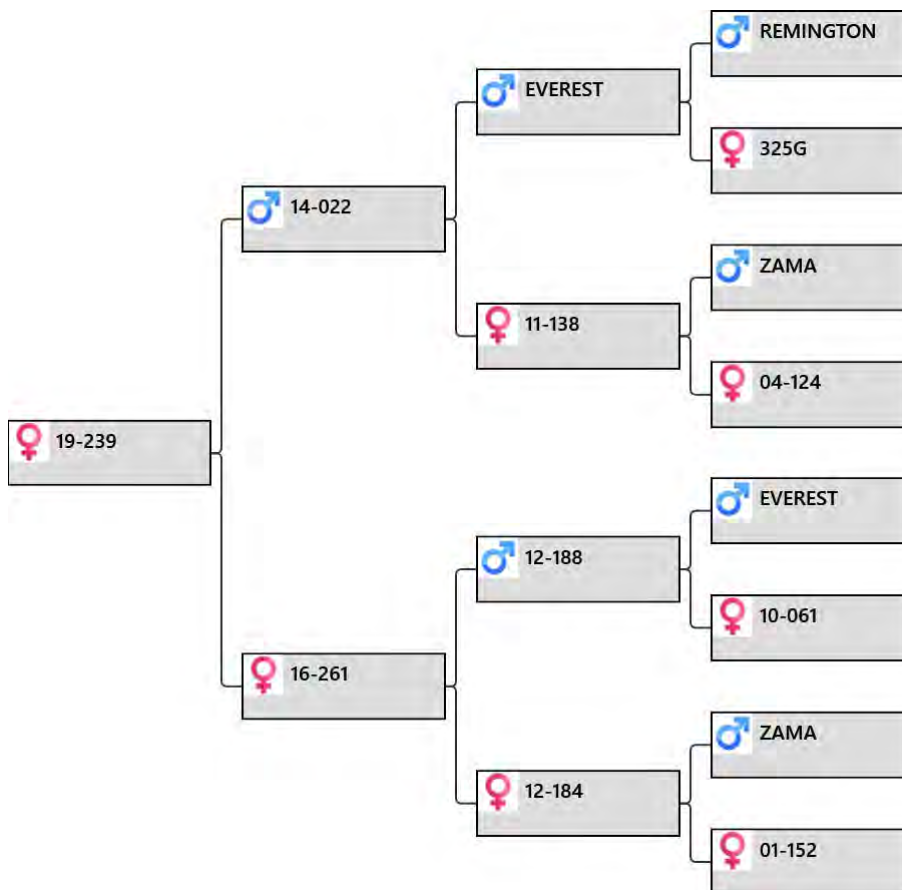 REMINGTON
EVEREST
325G
14-022
ZAMA
11-138
04-124
19-239
EVEREST
12-188
10-061
16-261
ZAMA
12-184
01-152